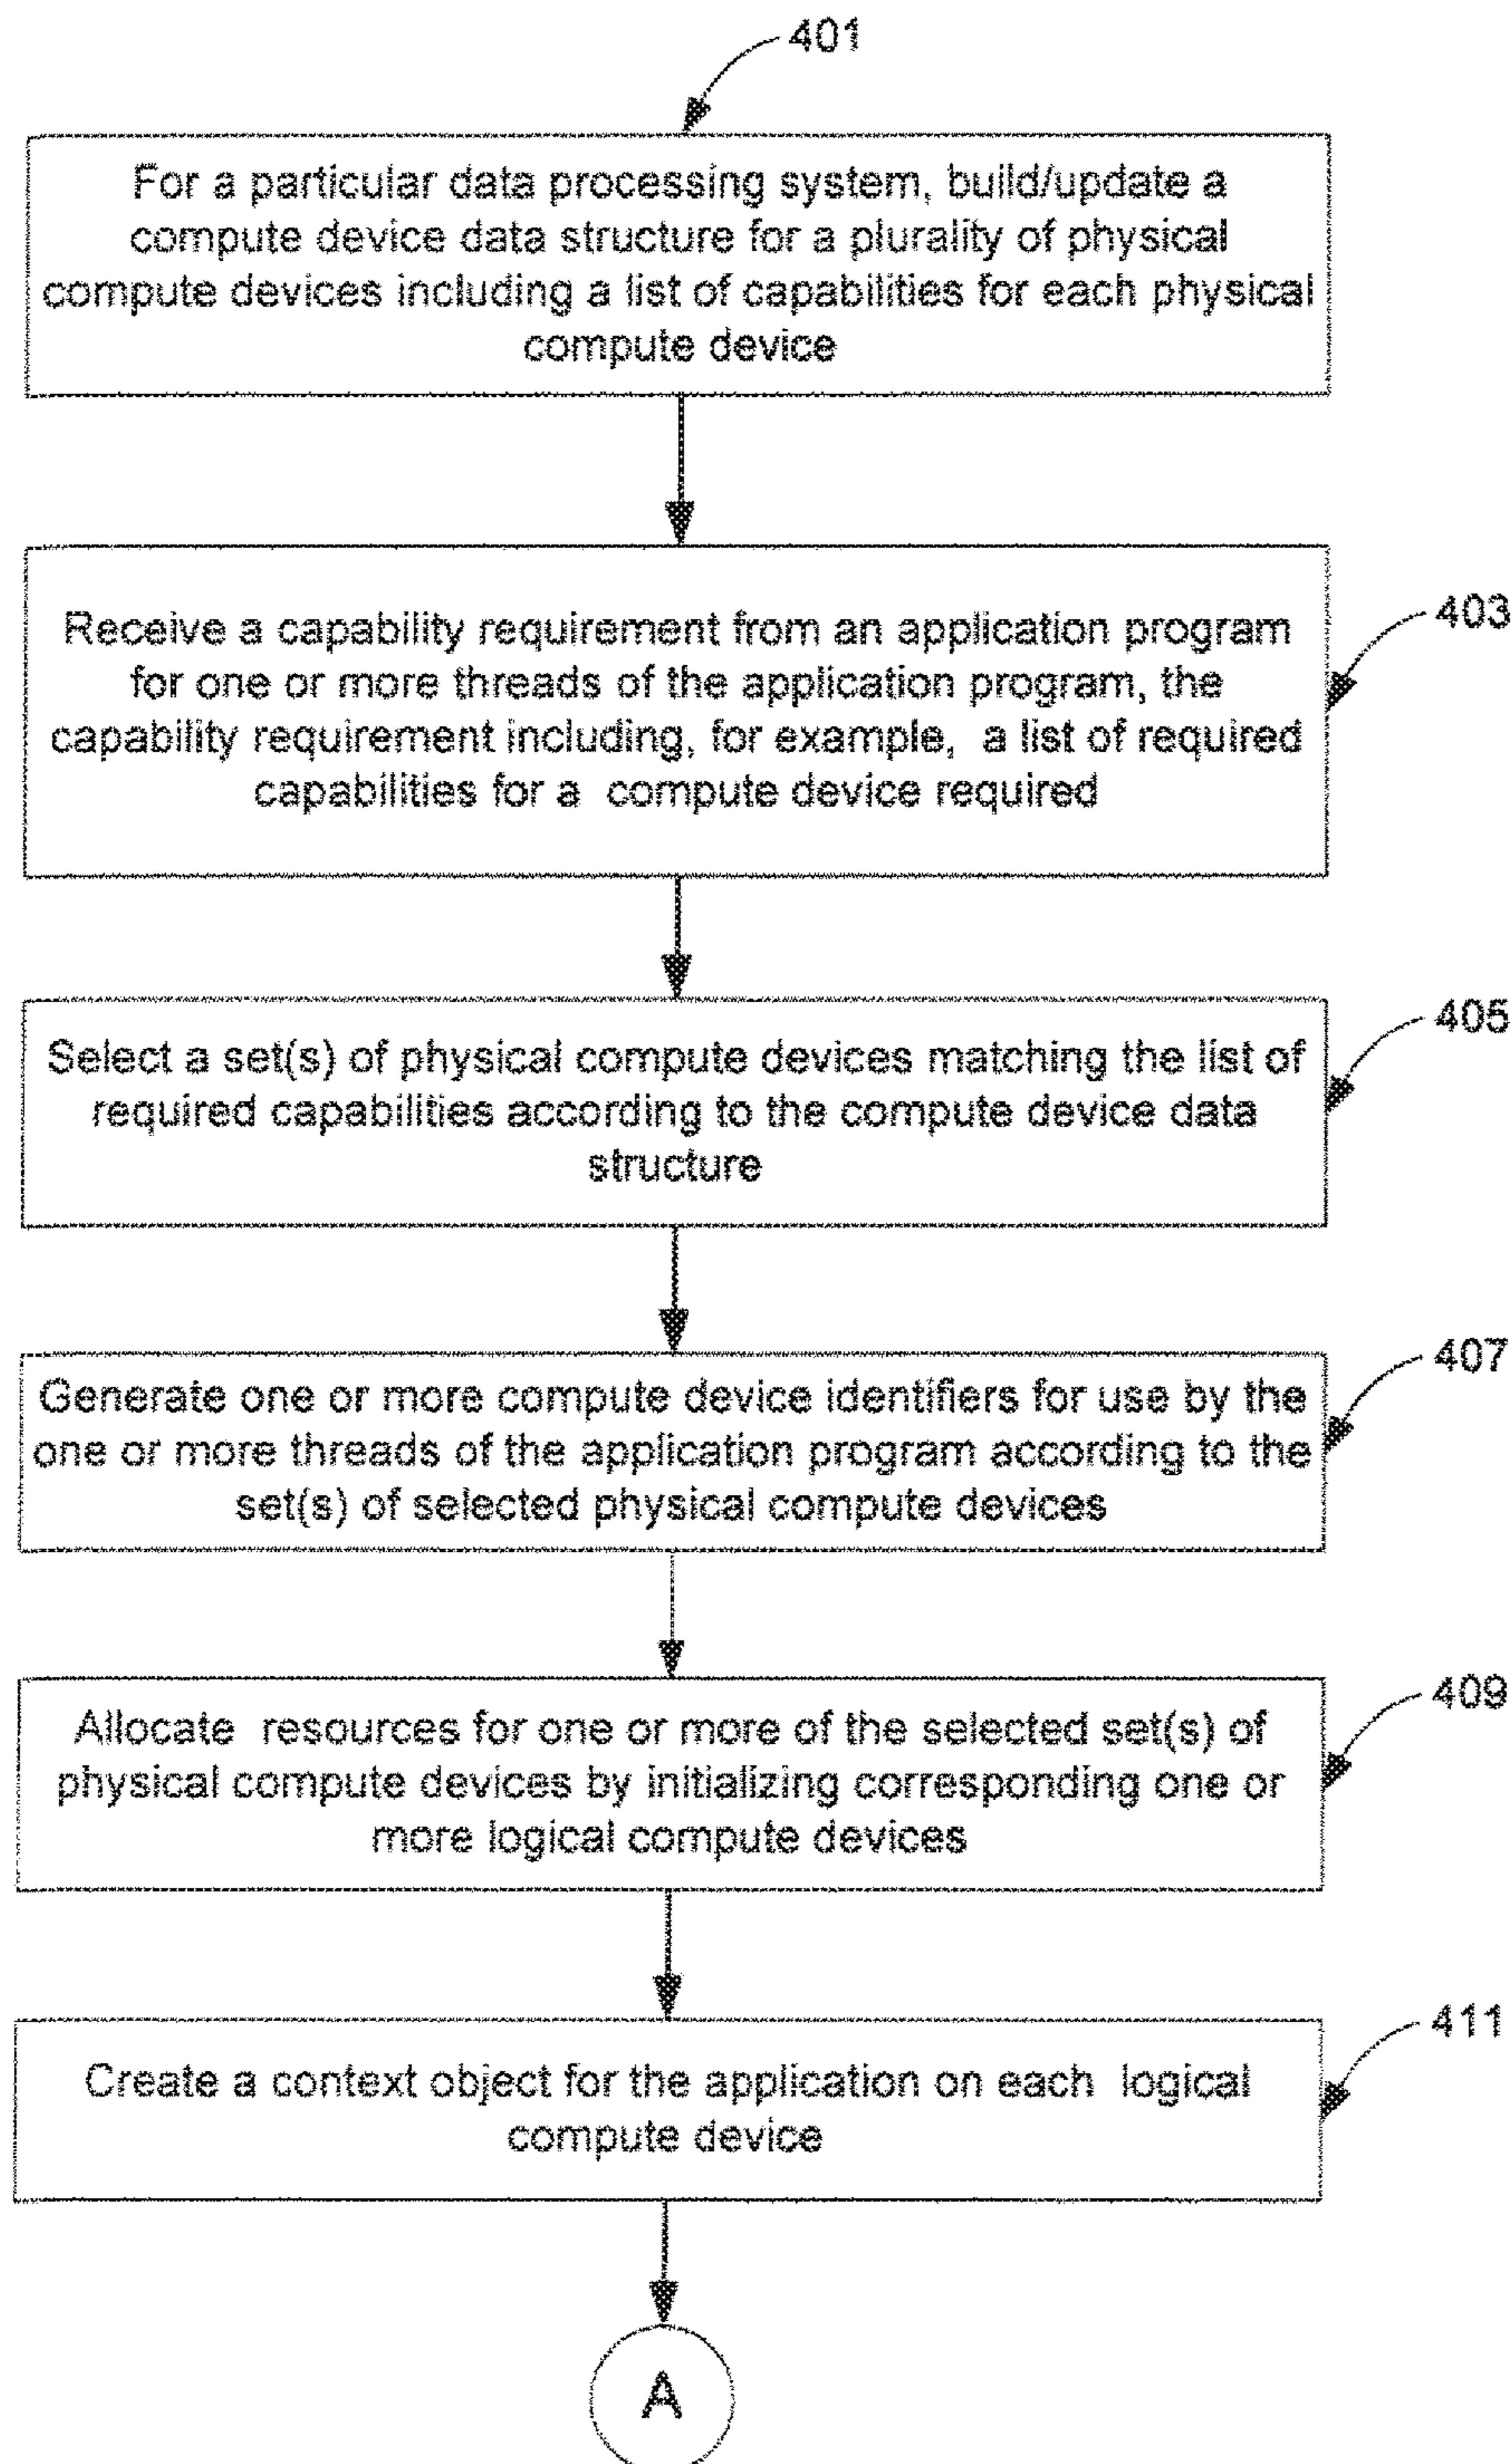 401
For a particular data processing system, build/update a
compute device data structure for a plurality of physical
compute devices including a list of capabilities for each physical
compute device
Receive a capability requirement from an application program
for one or more threads of the application program, the
capability requirement including, for example, a list of required
capabilities for a compute device required
403
Select a set(s) of physical compute devices matching the list of
required capabilities according to the compute device data
structure
405
Generate one or more compute device identifiers for use by the
one or more threads of the application program according to the
set(s) of selected physical compute devices
407
Allocate resources for one or more of the selected set(s) of
physical compute devices by initializing corresponding one or
more logical compute devices
409
Create a context object for the application on each logical
compute device
411
A